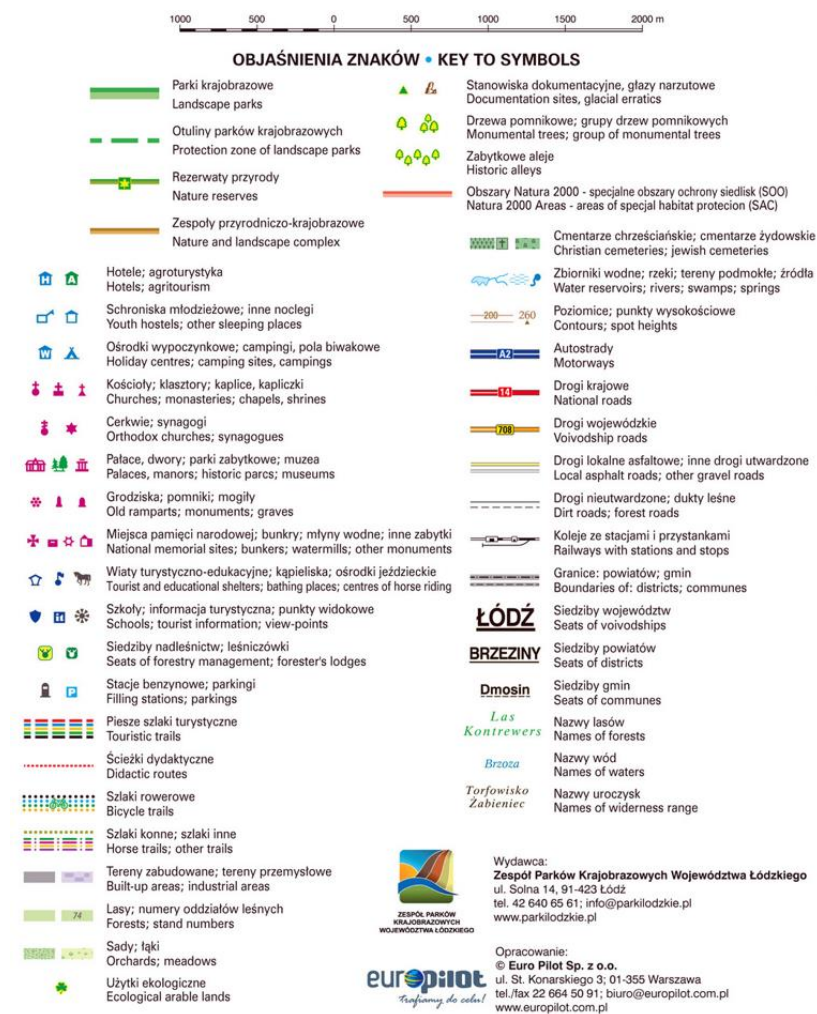 1000 500 0 500 1000 1500 2000 m
OBJAŚNIENIA ZNAKÓW • KEY TO SYMBOLS
Parki krajobrazowe
Landscape parks
Otuliny parków krajobrazowych
Protection zone of landscape parks
Rezerwaty przyrody
Nature reserves
Zespoły przyrodniczo-krajobrazowe
Nature and landscape complex
H A
Hotele; agroturystyka
Hotels; agritourism
Schroniska młodzieżowe; inne noclegi
Youth hostels; other sleeping places
W
Ośrodki wypoczynkowe; campingi, pola biwakowe
Holiday centres; camping sites, campings
Kościoły; klasztory; kaplice, kapliczki
Churches; monasteries; chapels, shrines
Cerkwie; synagogi
Orthodox churches; synagogues
Pałace, dwory; parki zabytkowe; muzea
Palaces, manors; historic parcs; museums
Grodziska; pomniki; mogiły
Old ramparts; monuments; graves
Miejsca pamięci narodowej; bunkry; młyny wodne; inne zabytki
National memorial sites; bunkers; watermills; other monuments
Wiaty turystyczno-edukacyjne; kąpieliska; ośrodki jeździeckie
Tourist and educational shelters; bathing places; centres of horse riding
Szkoły; informacja turystyczna; punkty widokowe
Schools; tourist information; view-points
Siedziby nadleśnictw; leśniczówki
Seats of forestry management; forester's lodges
P
Stacje benzynowe; parkingi
Filling stations; parkings
Piesze szlaki turystyczne
Touristic trails
Ścieżki dydaktyczne
Didactic routes
Szlaki rowerowe
Bicycle trails
Szlaki konne; szlaki inne
Horse trails; other trails
Tereny zabudowane; tereny przemysłowe
Built-up areas; industrial areas
74
Lasy; numery oddziałów leśnych
Forests; stand numbers
Sady; łąki
Orchards; meadows
Użytki ekologiczne
Ecological arable lands
Stanowiska dokumentacyjne, głazy narzutowe
Documentation sites, glacial erratics
Drzewa pomnikowe; grupy drzew pomnikowych
Monumental trees; group of monumental trees
Zabytkowe aleje
Historic alleys
Obszary Natura 2000 - specjalne obszary ochrony siedlisk (SOO)
Natura 2000 Areas - areas of specjal habitat protecion (SAC)
Cmentarze chrześciańskie; cmentarze żydowskie
Christian cemeteries; jewish cemeteries
Zbiorniki wodne; rzeki; tereny podmokłe; źródła
Water reservoirs; rivers; swamps; springs
200 260
Poziomice; punkty wysokościowe
Contours; spot heights
A2
Autostrady
Motorways
14
Drogi krajowe
National roads
708
Drogi wojewódzkie
Voivodship roads
Drogi lokalne asfaltowe; inne drogi utwardzone
Local asphalt roads; other gravel roads
Drogi nieutwardzone; dukty leśne
Dirt roads; forest roads
Koleje ze stacjami i przystankami
Railways with stations and stops
Granice: powiatów; gmin
Boundaries of: districts; communes
ŁÓDŹ
Siedziby województw
Seats of voivodships
BRZEZINY
Siedziby powiatów
Seats of districts
Dmosin
Siedziby gmin
Seats of communes
Las
Kontrewers
Nazwy lasów
Names of forests
Brzoza
Nazwy wód
Names of waters
Torfowisko
Żabieniec
Nazwy uroczysk
Names of widerness range
ZESPÓŁ PARKÓW
KRAJOBRAZOWYCH
WOJEWÓDZTWA ŁÓDZKIEGO
Wydawca:
Zespół Parków Krajobrazowych Województwa Łódzkiego
ul. Solna 14, 91-423 Łódź
tel. 42 640 65 61; info@parkilodzkie.pl
www.parkilodzkie.pl
europilot
trafiamy do celu!
Opracowanie:
© Euro Pilot Sp. z o.o.
ul. St. Konarskiego 3; 01-355 Warszawa
tel./fax 22 664 50 91; biuro@europilot.com.pl
www.europilot.com.pl